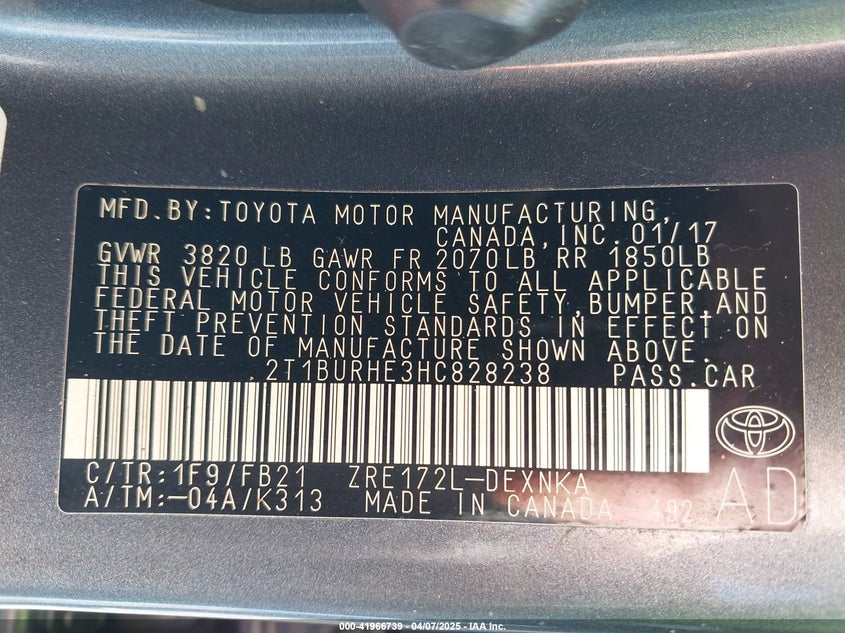 MFD.BY:TOYOTA MOTOR MANUFACTURING,
CANADA,INC.01/17
GVWR 3820 LB GAWR FR 2070LB RR 1850LB
THIS VEHICLE CONFORMS TO ALL APPLICABLE
FEDERAL MOTOR VEHICLE SAFETY,BUMPER,AND
THEFT PREVENTION STANDARDS IN EFFECT ON
THE DATE OF MANUFACTURE SHOWN ABOVE.
2T1BURHE3HC828238 PASS.CAR
C/TR:1F9/FB21 ZRE172L-DEXNKA
A/TM:-04A/K313 MADE IN CANADA 492
AD
000-41966739 - 04/07/2025 - IAA Inc.